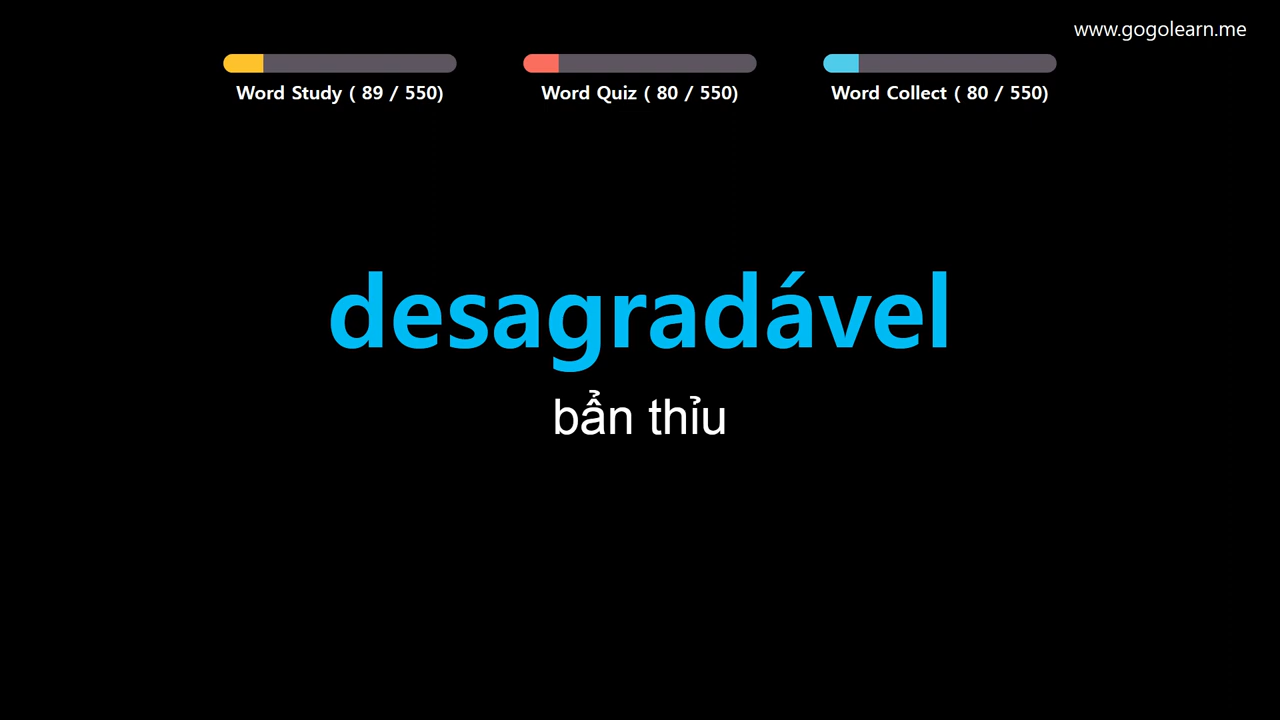 www.gogolearn.me
Word Study ( 89 / 550)
Word Quiz ( 80 / 550)
Word Collect ( 80 / 550)
desagradável
bẩn thỉu